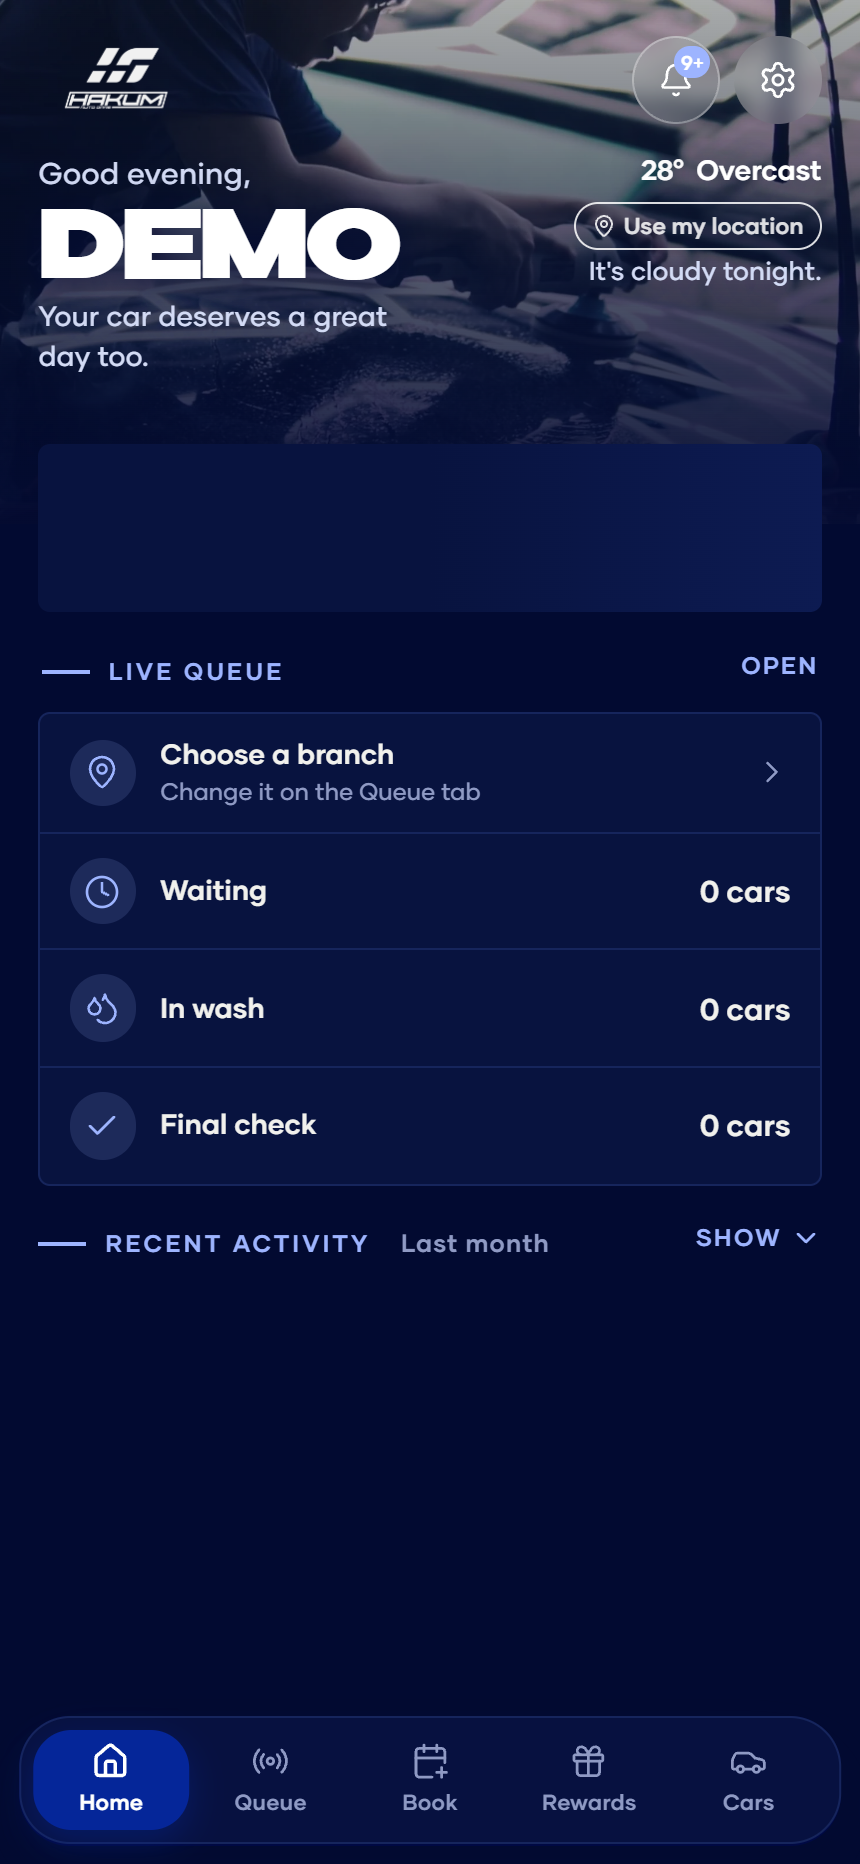 HAKUM
9+
Good evening,
DEMO
Your car deserves a great
day too.
28° Overcast
Use my location
It's cloudy tonight.
LIVE QUEUE
OPEN
Choose a branch
Change it on the Queue tab
Waiting
0 cars
In wash
0 cars
Final check
0 cars
RECENT ACTIVITY Last month
SHOW
Home
Queue
Book
Rewards
Cars